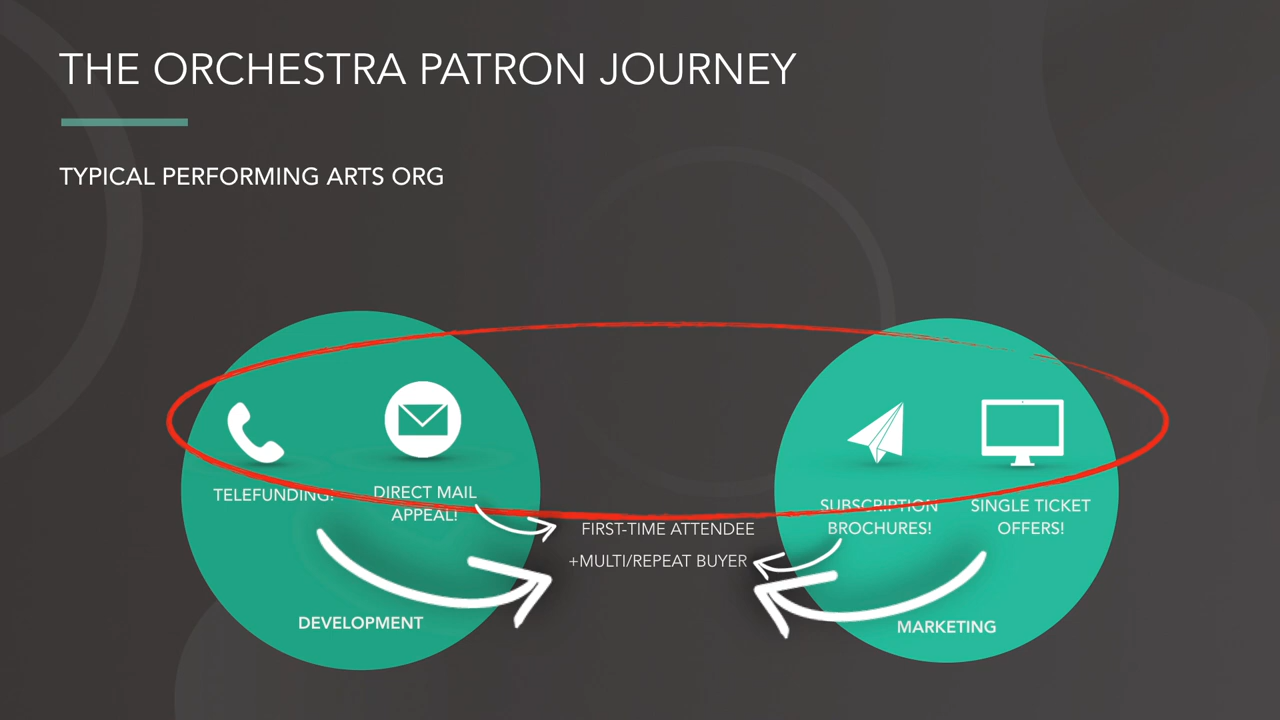 THE ORCHESTRA PATRON JOURNEY
TYPICAL PERFORMING ARTS ORG
TELEFUNDING!
DIRECT MAIL
APPEAL!
DEVELOPMENT
FIRST-TIME ATTENDEE
+MULTI/REPEAT BUYER
SUBSCRIPTION
BROCHURES!
SINGLE TICKET
OFFERS!
MARKETING